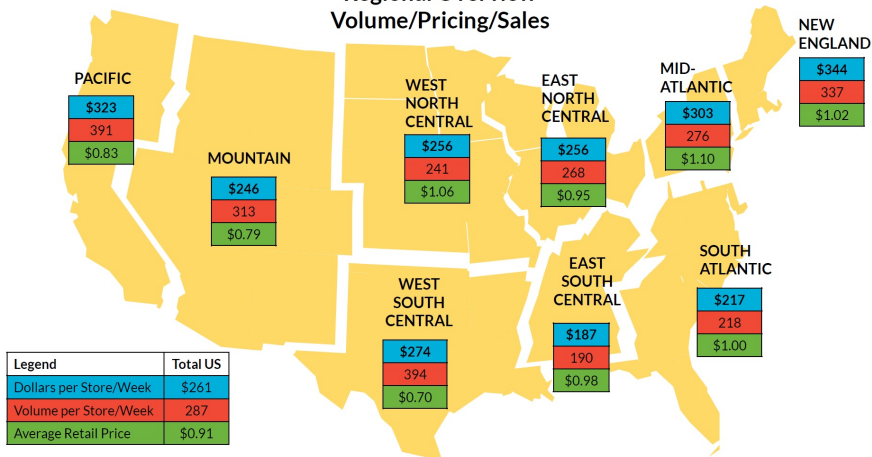 Volume/Pricing/Sales
NEW
ENGLAND
$344
337
$1.02
PACIFIC
$323
391
$0.83
MOUNTAIN
$246
313
$0.79
WEST
NORTH
CENTRAL
$256
241
$1.06
EAST
NORTH
CENTRAL
$256
268
$0.95
MID-
ATLANTIC
$303
276
$1.10
WEST
SOUTH
CENTRAL
$274
394
$0.70
EAST
SOUTH
CENTRAL
$187
190
$0.98
SOUTH
ATLANTIC
$217
218
$1.00
Legend Total US
Dollars per Store/Week $261
Volume per Store/Week 287
Average Retail Price $0.91